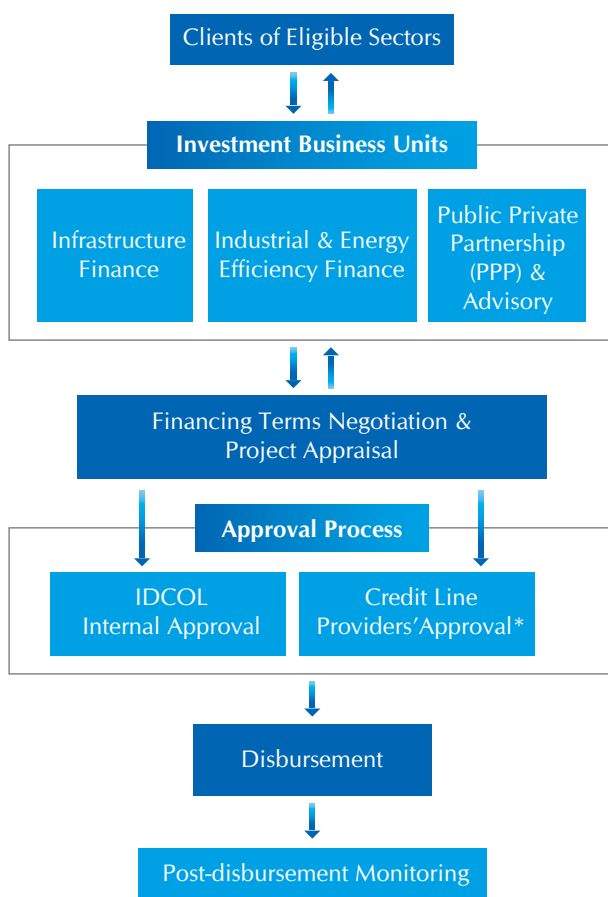 Clients of Eligible Sectors
Investment Business Units
Infrastructure
Finance
Industrial & Energy
Efficiency Finance
Public Private
Partnership
(PPP) &
Advisory
Financing Terms Negotiation &
Project Appraisal
Approval Process
IDCOL
Internal Approval
Credit Line
Providers'Approval*
Disbursement
Post-disbursement Monitoring